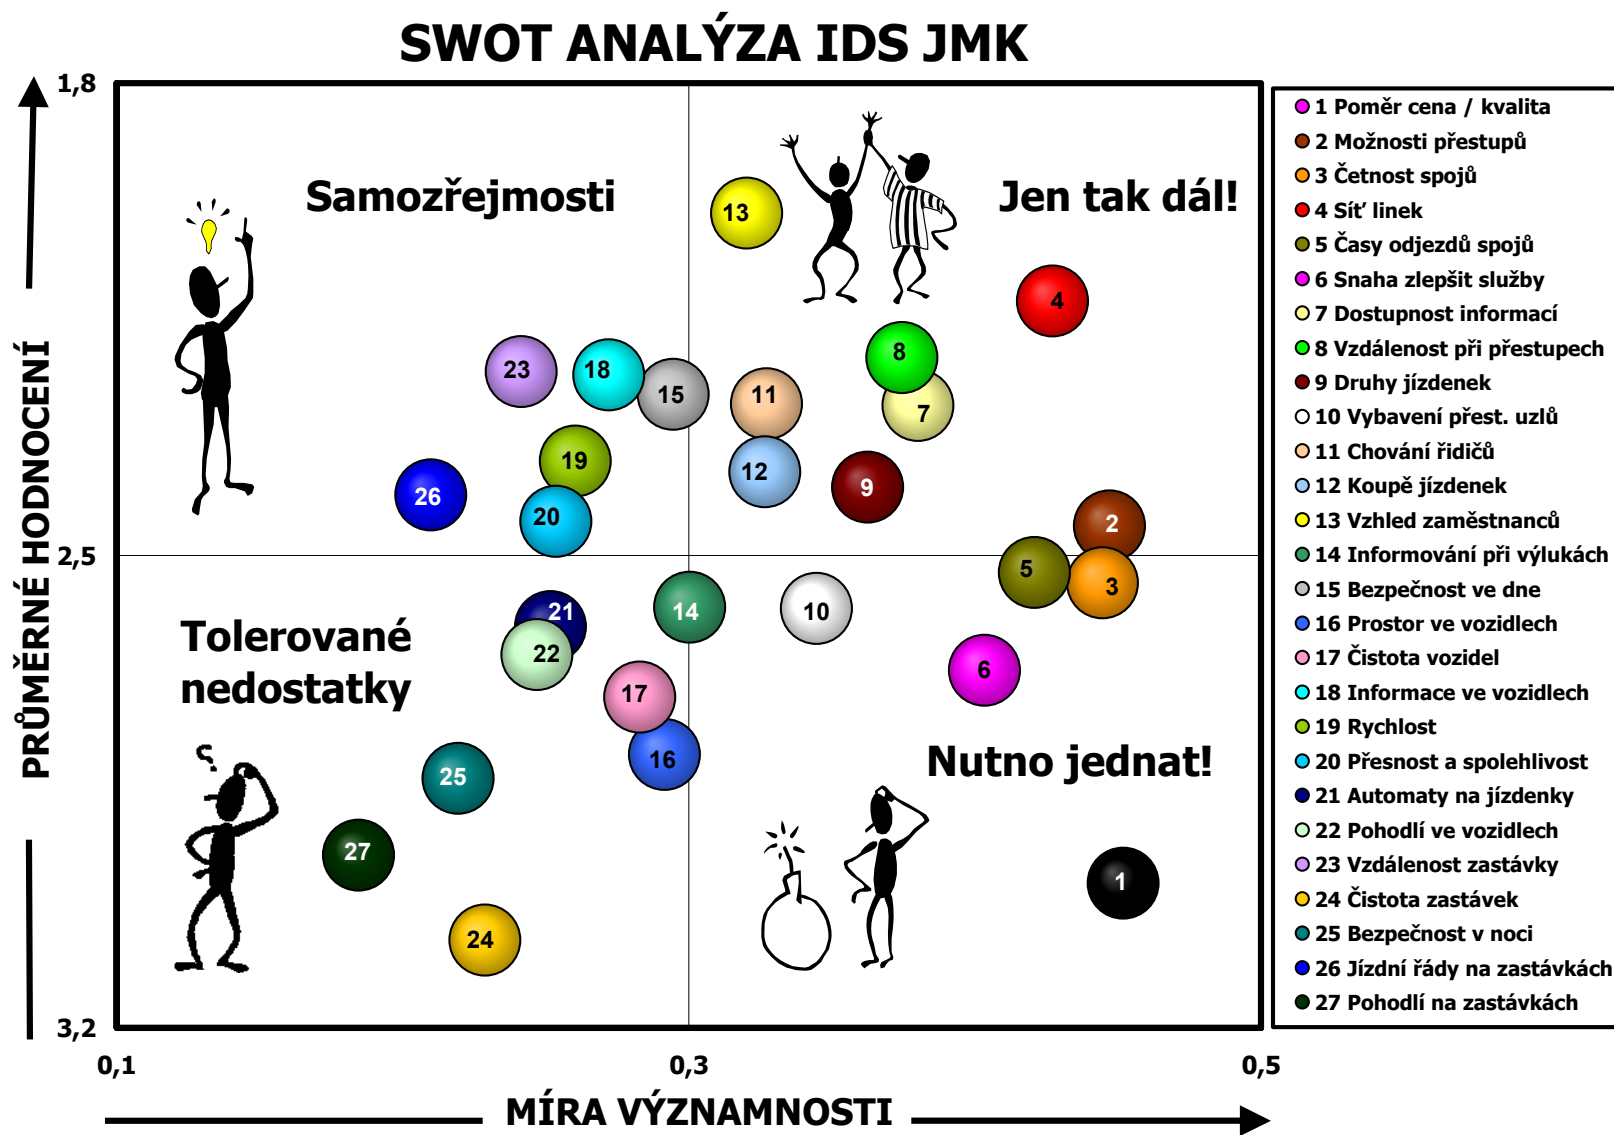 SWOT ANALÝZA IDS JMK
1,8
PRŮMĚRNÉ HODNOCENÍ
Samozřejmosti
Jen tak dál!
13
4
8
7
23
18
15
11
12
9
19
26
20
2
2,5
5
3
21
22
14
10
Tolerované
nedostatky
6
17
16
25
Nutno jednat!
27
1
24
3,2
0,1
0,3
0,5
MÍRA VÝZNAMNOSTI
1 Poměr cena / kvalita
2 Možnosti přestupů
3 Četnost spojů
4 Síť linek
5 Časy odjezdů spojů
6 Snaha zlepšit služby
7 Dostupnost informací
8 Vzdálenost při přestupech
9 Druhy jízdenek
10 Vybavení přest. uzlů
11 Chování řidičů
12 Koupě jízdenek
13 Vzhled zaměstnanců
14 Informování při výlukách
15 Bezpečnost ve dne
16 Prostor ve vozidlech
17 Čistota vozidel
18 Informace ve vozidlech
19 Rychlost
20 Přesnost a spolehlivost
21 Automaty na jízdenky
22 Pohodlí ve vozidlech
23 Vzdálenost zastávky
24 Čistota zastávek
25 Bezpečnost v noci
26 Jízdní řády na zastávkách
27 Pohodlí na zastávkách